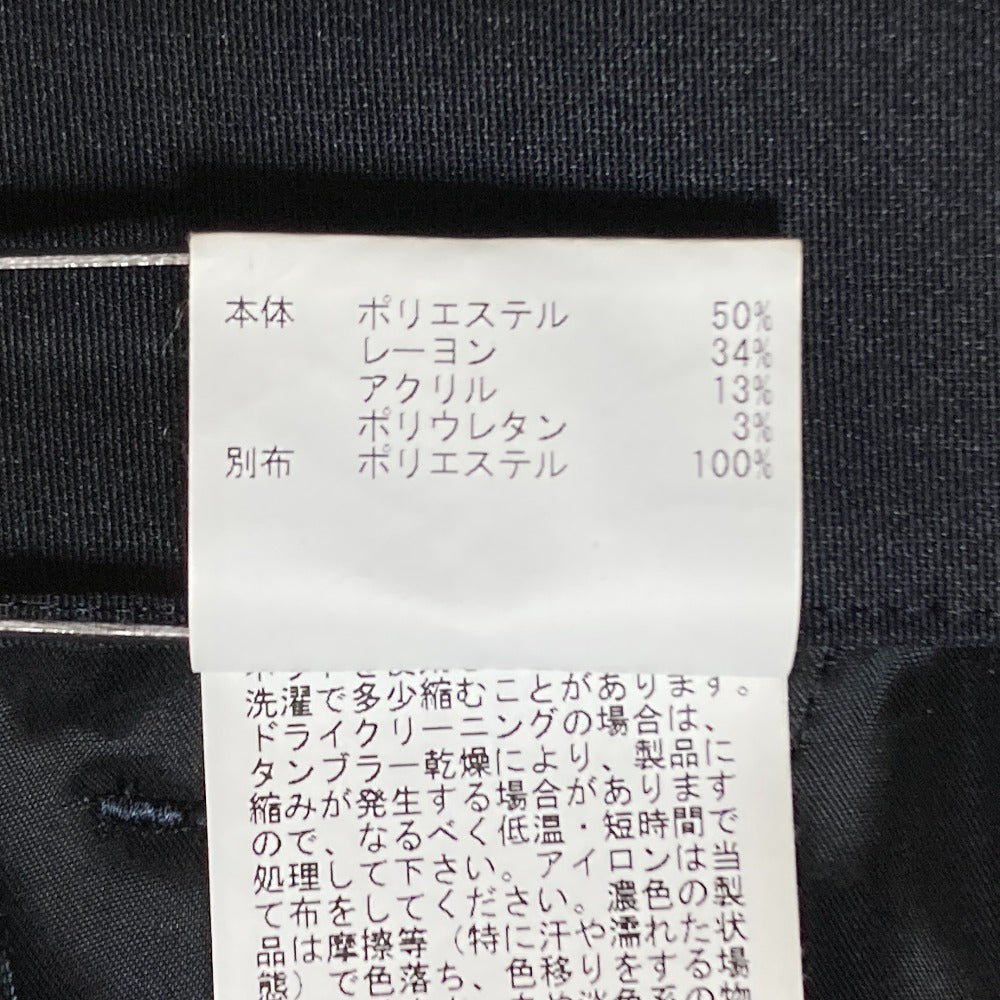 本体 ポリエステル 50%
レーヨン 34%
アクリル 13%
ポリウレタン 3%
別布 ポリエステル 100%
洗濯で多少縮むことがあります。
ドライクリーニングの場合は、
タンブラー乾燥により、製品に
縮みが発生する場合がありますす
ので、なるべく低温・短時間で
処理して下さい。アイロンは当
て布をしてください。濃色の製
品は摩擦等(特に汗や濡れた状
態)で色落ち、色移りをする場